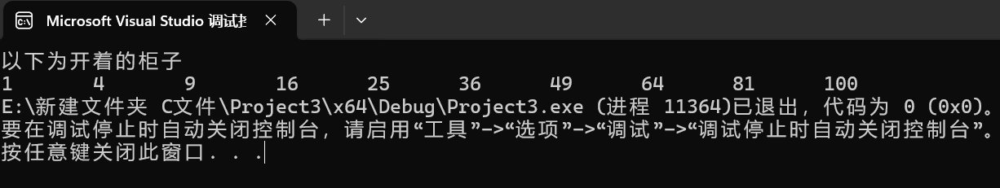 Microsoft Visual Studio 调试
以下为开着的柜子
1 4 9 16 25 36 49 64 81 100
E:\新建文件夹 C文件\Project3\x64\Debug\Project3.exe (进程 11364)已退出，代码为 0 (0x0)。
要在调试停止时自动关闭控制台，请启用“工具”->“选项”->“调试”->“调试停止时自动关闭控制台”。
按任意键关闭此窗口. . .